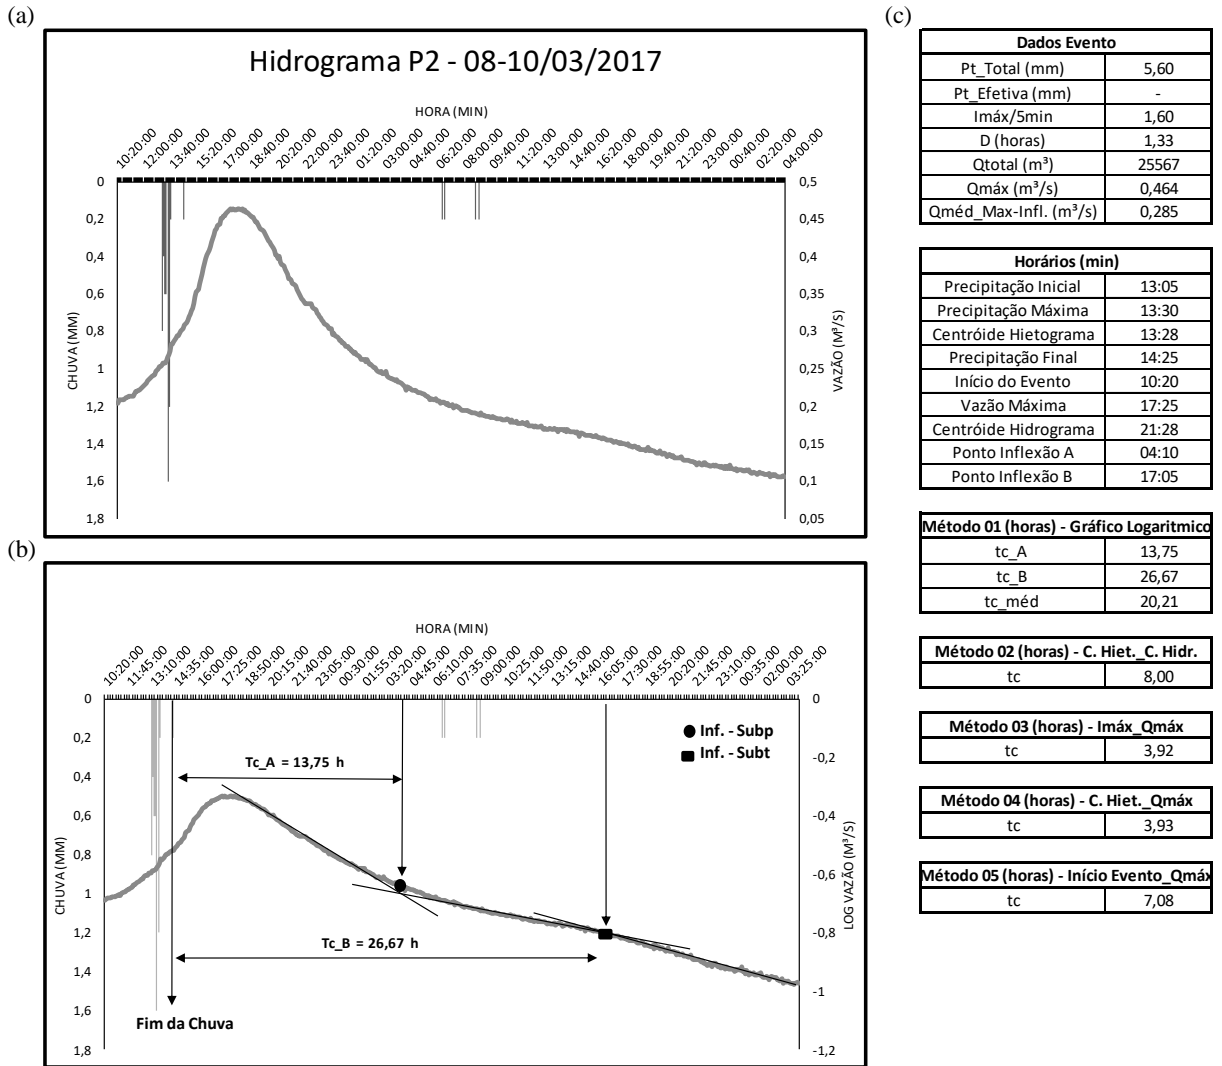 (a)
Hidrograma P2 - 08-10/03/2017
HORA (MIN)
10:20:00 12:00:00 13:40:00 15:20:00 17:00:00 18:40:00 20:20:00 22:00:00 23:40:00 01:20:00 03:00:00 04:40:00 06:20:00 08:00:00 09:40:00 11:20:00 13:00:00 14:40:00 16:20:00 18:00:00 19:40:00 21:20:00 23:00:00 00:40:00 02:20:00 04:00:00
0
0,2
0,4
0,6
0,8
1
1,2
1,4
1,6
1,8
CHUVA (MM)
0,5
0,45
0,4
0,35
0,3
0,25
0,2
0,15
0,1
0,05
VAZÃO (M³/S)
(b)
HORA (MIN)
10:20:00 11:45:00 13:10:00 14:35:00 16:00:00 17:25:00 18:50:00 20:15:00 21:40:00 23:05:00 00:30:00 01:55:00 03:20:00 04:45:00 06:10:00 07:35:00 09:00:00 10:25:00 11:50:00 13:15:00 14:40:00 16:05:00 17:30:00 18:55:00 20:20:00 21:45:00 23:10:00 00:35:00 02:00:00 03:25:00
0
0,2
0,4
0,6
0,8
1
1,2
1,4
1,6
1,8
CHUVA (MM)
0
-0,2
-0,4
-0,6
-0,8
-1
-1,2
LOG VAZÃO (M³/S)
Inf. - Subp
Inf. - Subt
Tc_A = 13,75 h
Tc_B = 26,67 h
Fim da Chuva
(c)
Dados Evento
Pt_Total (mm) 5,60
Pt_Efetiva (mm) -
Imáx/5min 1,60
D (horas) 1,33
Qtotal (m³) 25567
Qmáx (m³/s) 0,464
Qméd_Max-Infl. (m³/s) 0,285
Horários (min)
Precipitação Inicial 13:05
Precipitação Máxima 13:30
Centróide Hietograma 13:28
Precipitação Final 14:25
Início do Evento 10:20
Vazão Máxima 17:25
Centróide Hidrograma 21:28
Ponto Inflexão A 04:10
Ponto Inflexão B 17:05
Método 01 (horas) - Gráfico Logaritmico
tc_A 13,75
tc_B 26,67
tc_méd 20,21
Método 02 (horas) - C. Hiet._C. Hidr.
tc 8,00
Método 03 (horas) - Imáx_Qmáx
tc 3,92
Método 04 (horas) - C. Hiet._Qmáx
tc 3,93
Método 05 (horas) - Início Evento_Qmáx
tc 7,08